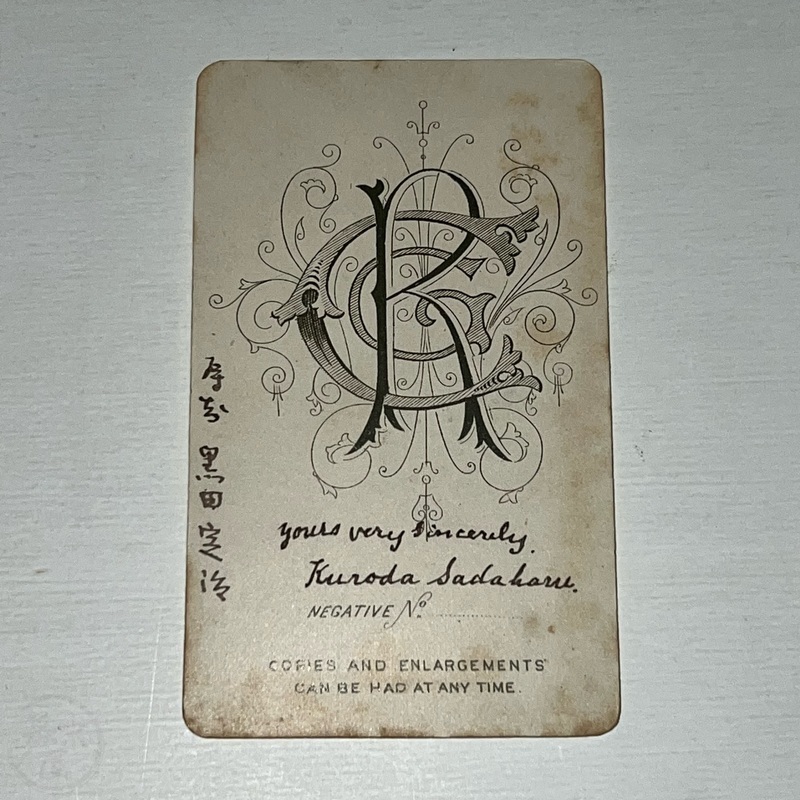 yours very sincerely.
Kuroda Sadaharu.
NEGATIVE No.
COPIES AND ENLARGEMENTS
CAN BE HAD AT ANY TIME.
黒田定治